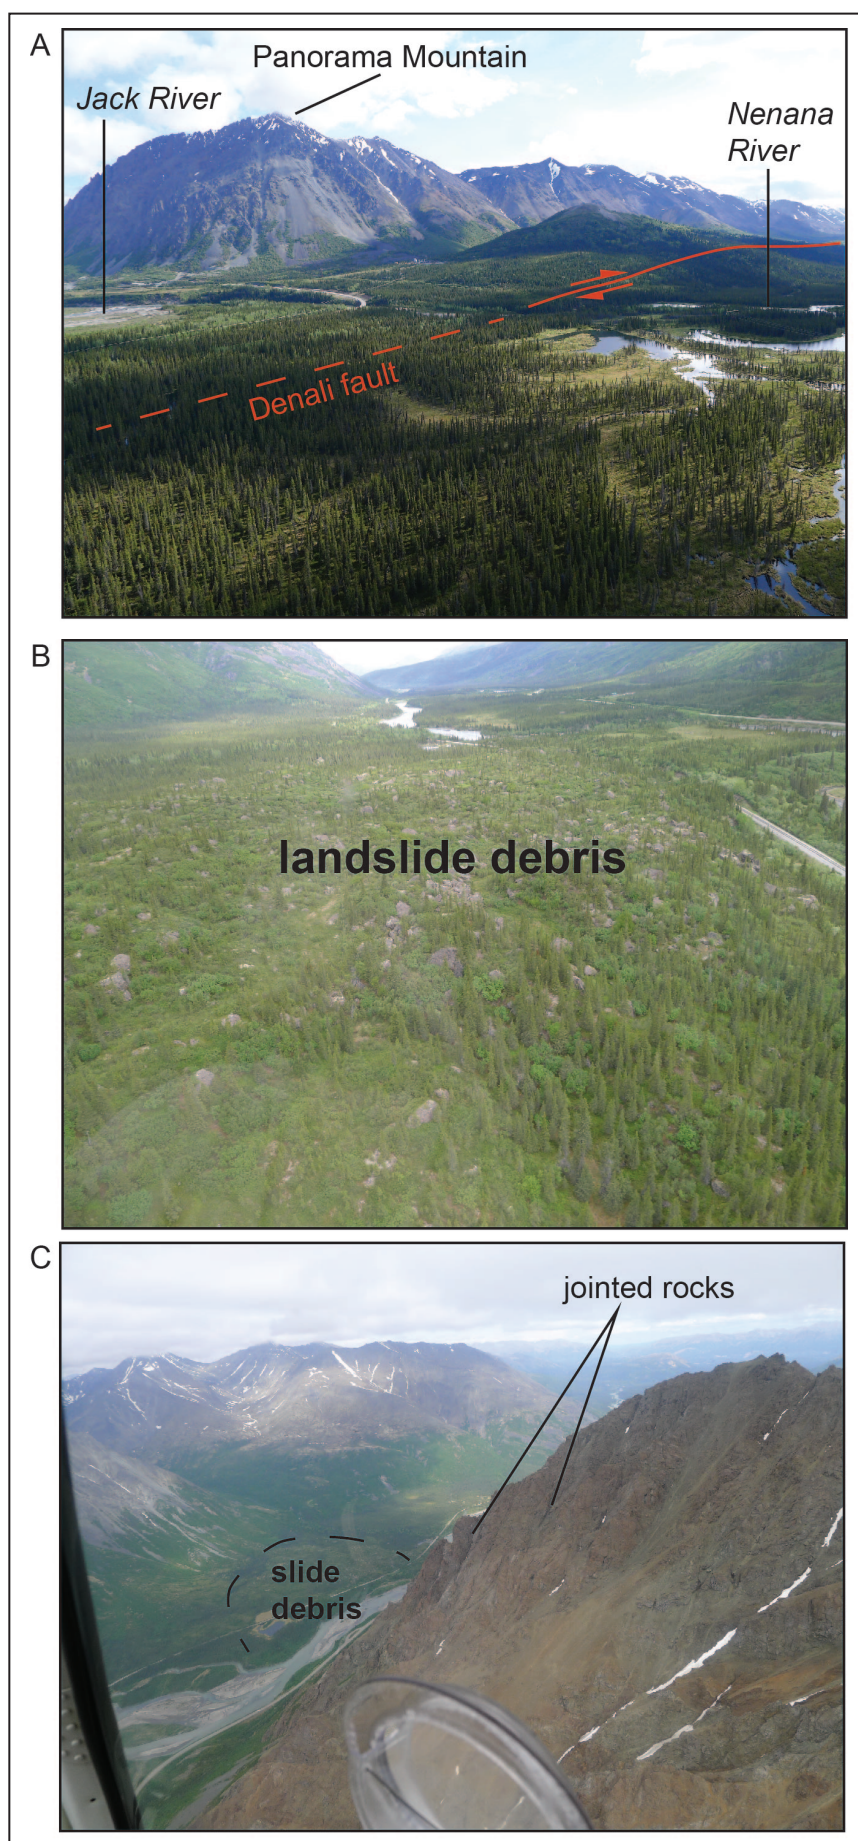 A
Panorama Mountain
Jack River
Nenana
River
Denali fault
B
landslide debris
C
jointed rocks
slide
debris